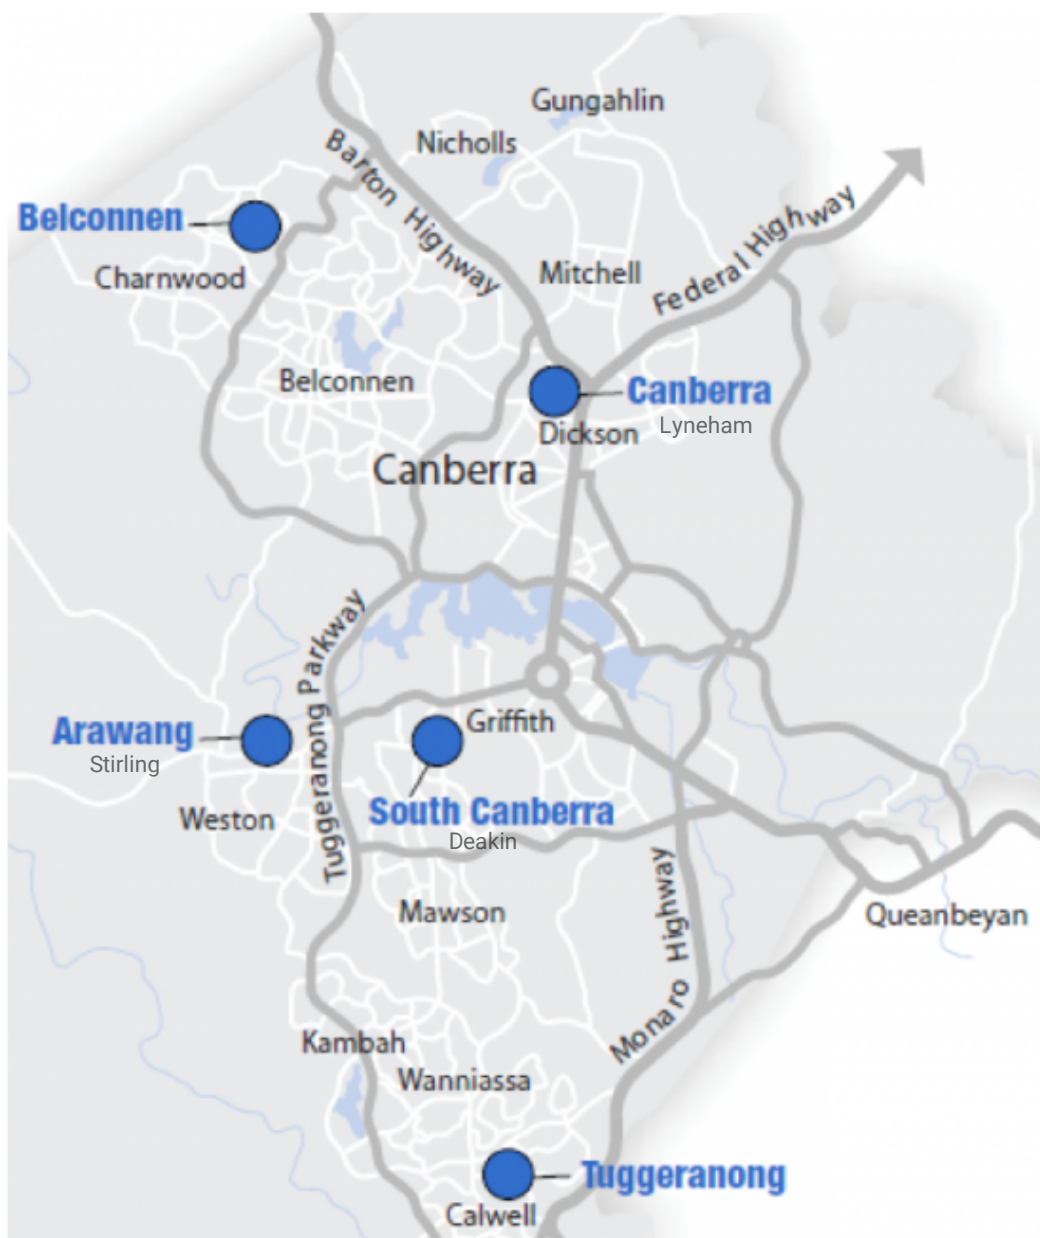 Gungahlin
Nicholls
Barton Highway
Federal Highway
Belconnen
Charnwood
Mitchell
Belconnen
Canberra
Lyneham
Dickson
Canberra
Tuggeranong Parkway
Arawang
Stirling
Griffith
South Canberra
Deakin
Weston
Mawson
Monaro Highway
Queanbeyan
Kambah
Wanniassa
Tuggeranong
Calwell